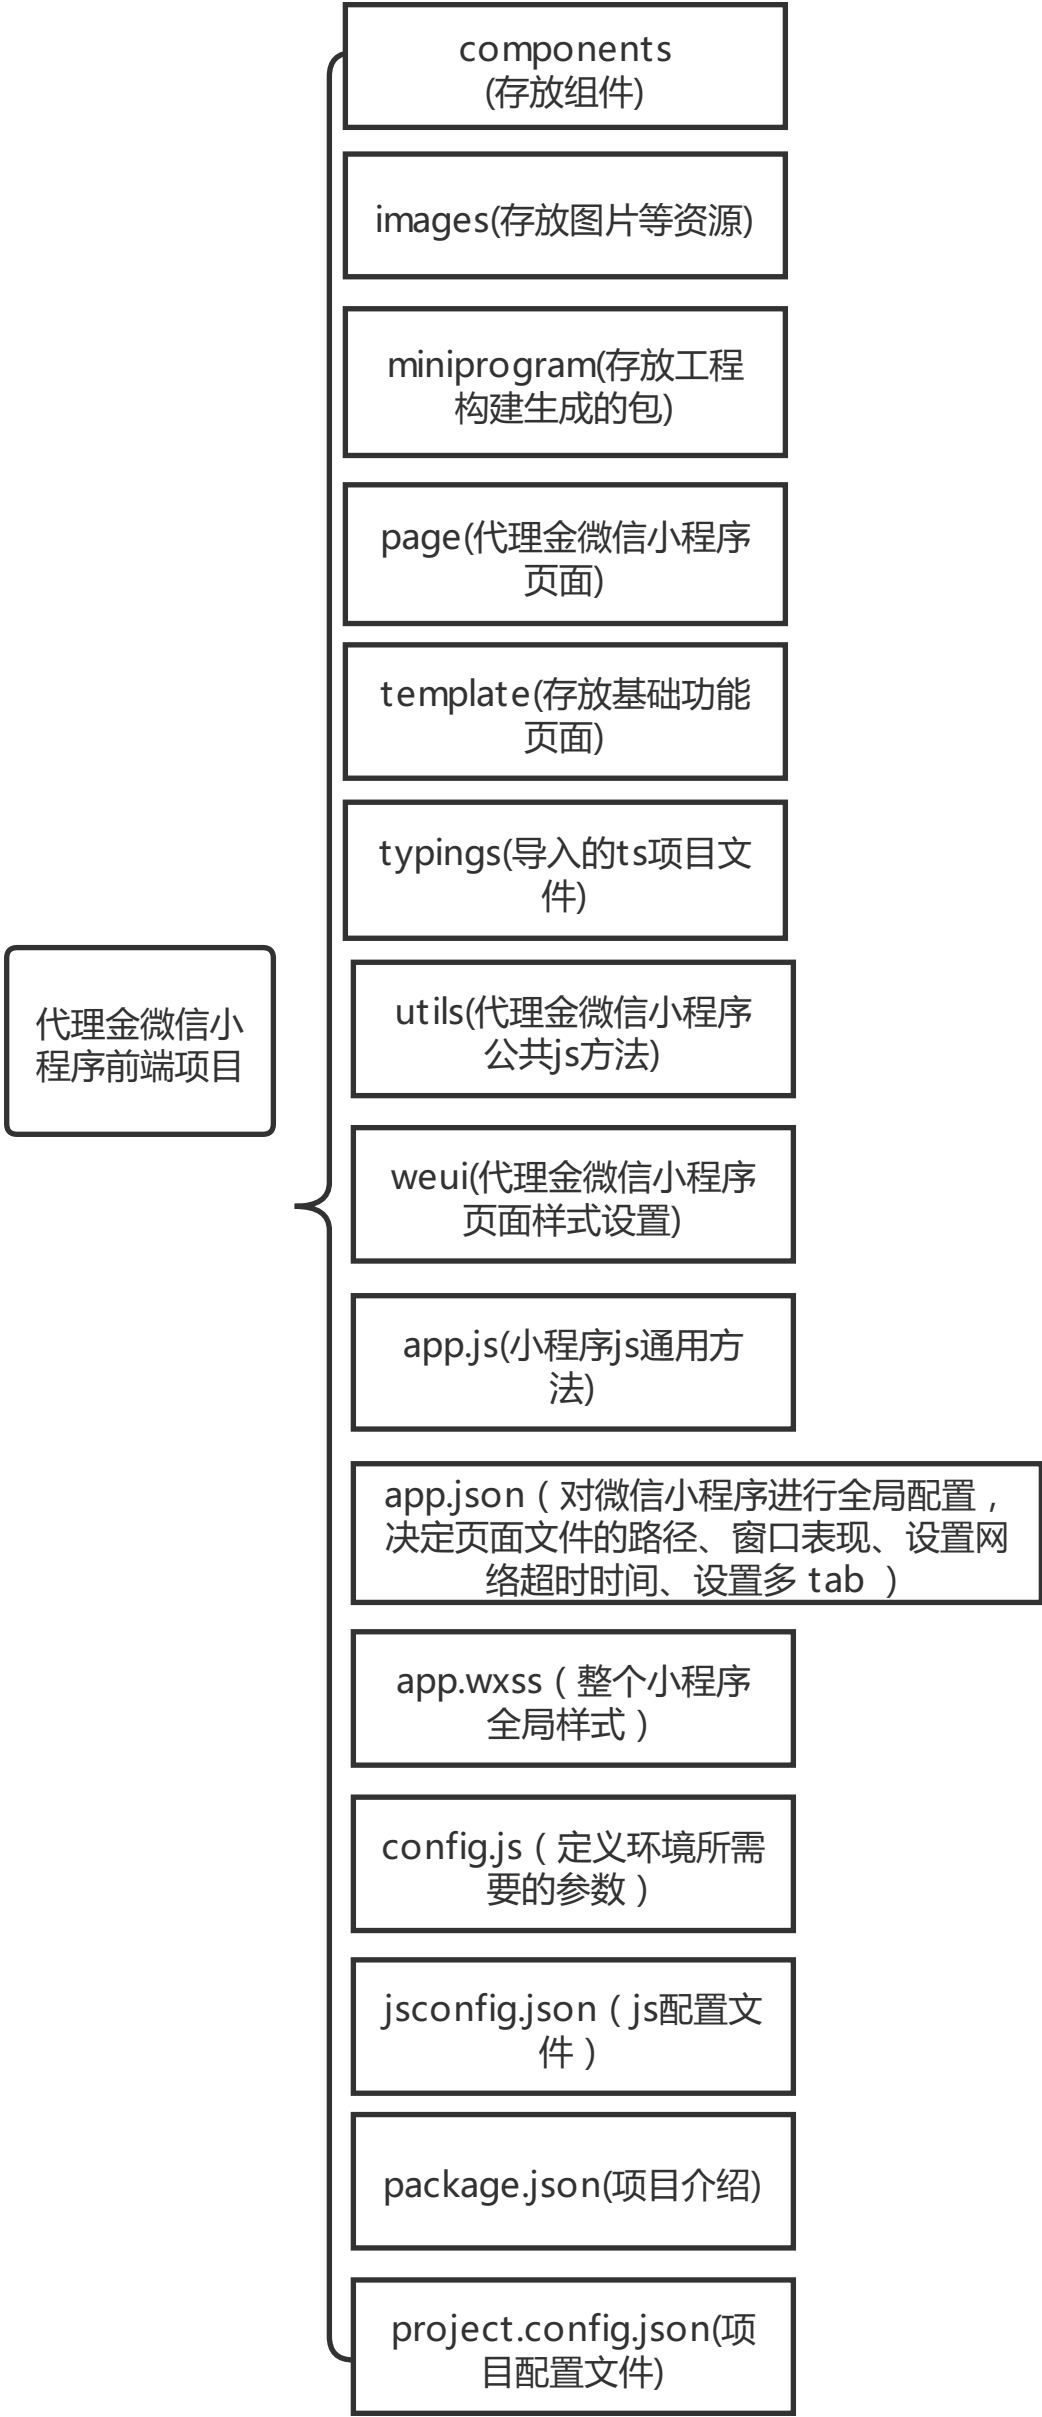 components
(存放组件)
images(存放图片等资源)
miniprogram(存放工程
构建生成的包)
page(代理金微信小程序
页面)
template(存放基础功能
页面)
typings(导入的ts项目文
件)
代理金微信小
程序前端项目
utils(代理金微信小程序
公共js方法)
weui(代理金微信小程序
页面样式设置)
app.js(小程序js通用方
法)
app.json（对微信小程序进行全局配置，
决定页面文件的路径、窗口表现、设置网
络超时时间、设置多 tab ）
app.wxss（整个小程序
全局样式）
config.js（定义环境所需
要的参数）
jsconfig.json（js配置文
件）
package.json(项目介绍)
project.config.json(项
目配置文件)